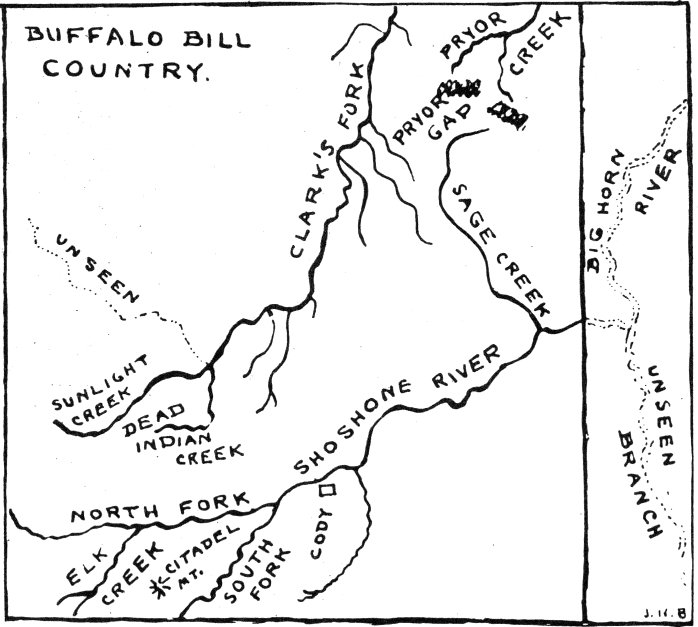 BUFFALO BILL
COUNTRY.
PRYOR
CREEK
PRYOR
GAP
CLARK'S FORK
BIG HORN
RIVER
SAGE CREEK
UNSEEN
SUNLIGHT
CREEK
DEAD
INDIAN
CREEK
SHOSHONE RIVER
UNSEEN
BRANCH
NORTH FORK
ELK
CREEK
CITADEL
MT.
SOUTH
FORK
CODY
J.K.B